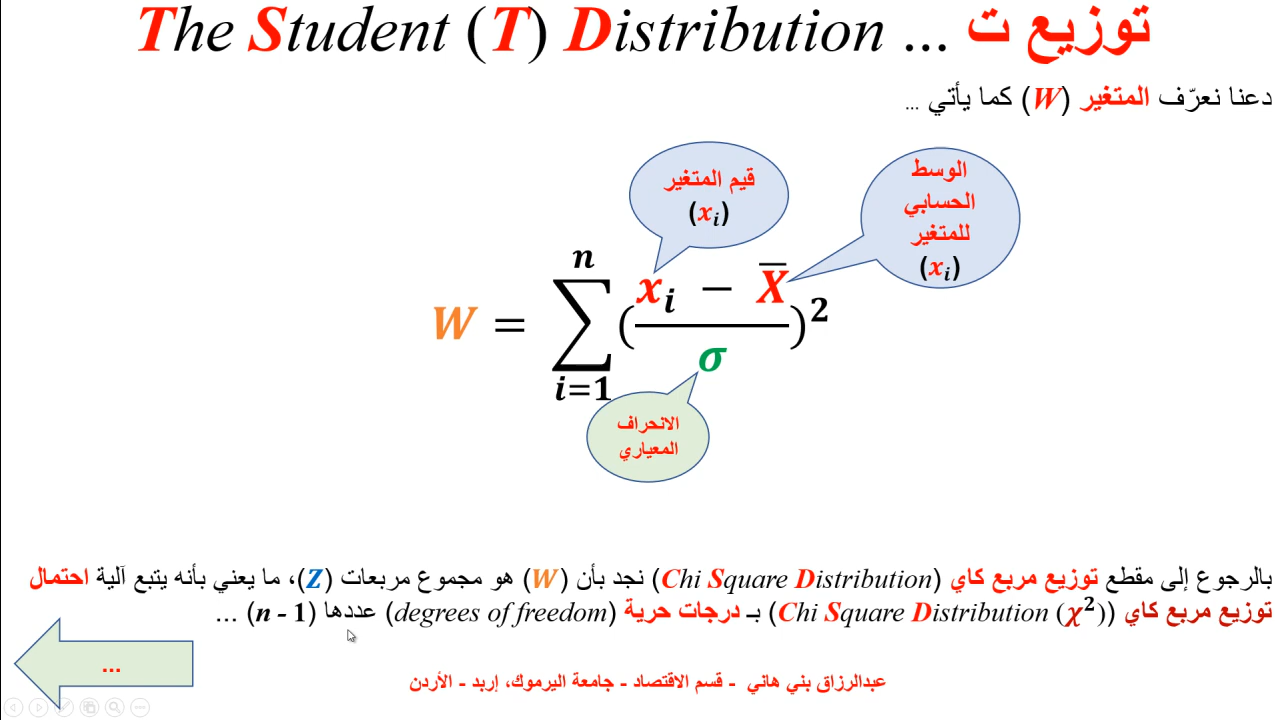 The Student (T) Distribution ... توزيع ت
دعنا نعرّف المتغير (W) كما يأتي ...
قيم المتغير
(xᵢ)
الوسط
الحسابي
للمتغير
(xᵢ)
W = ∑ⁿᵢ₌₁ (xᵢ − X̅ / σ)²
الانحراف
المعياري
بالرجوع إلى مقطع توزيع مربع كاي (Chi Square Distribution) نجد بأن (W) هو مجموع مربعات (Z)، ما يعني بأنه يتبع آلية احتمال
توزيع مربع كاي (Chi Square Distribution (χ²)) بـ درجات حرية (degrees of freedom) عددها (n - 1) ...
...
عبدالرزاق بني هاني - قسم الاقتصاد - جامعة اليرموك، إربد - الأردن